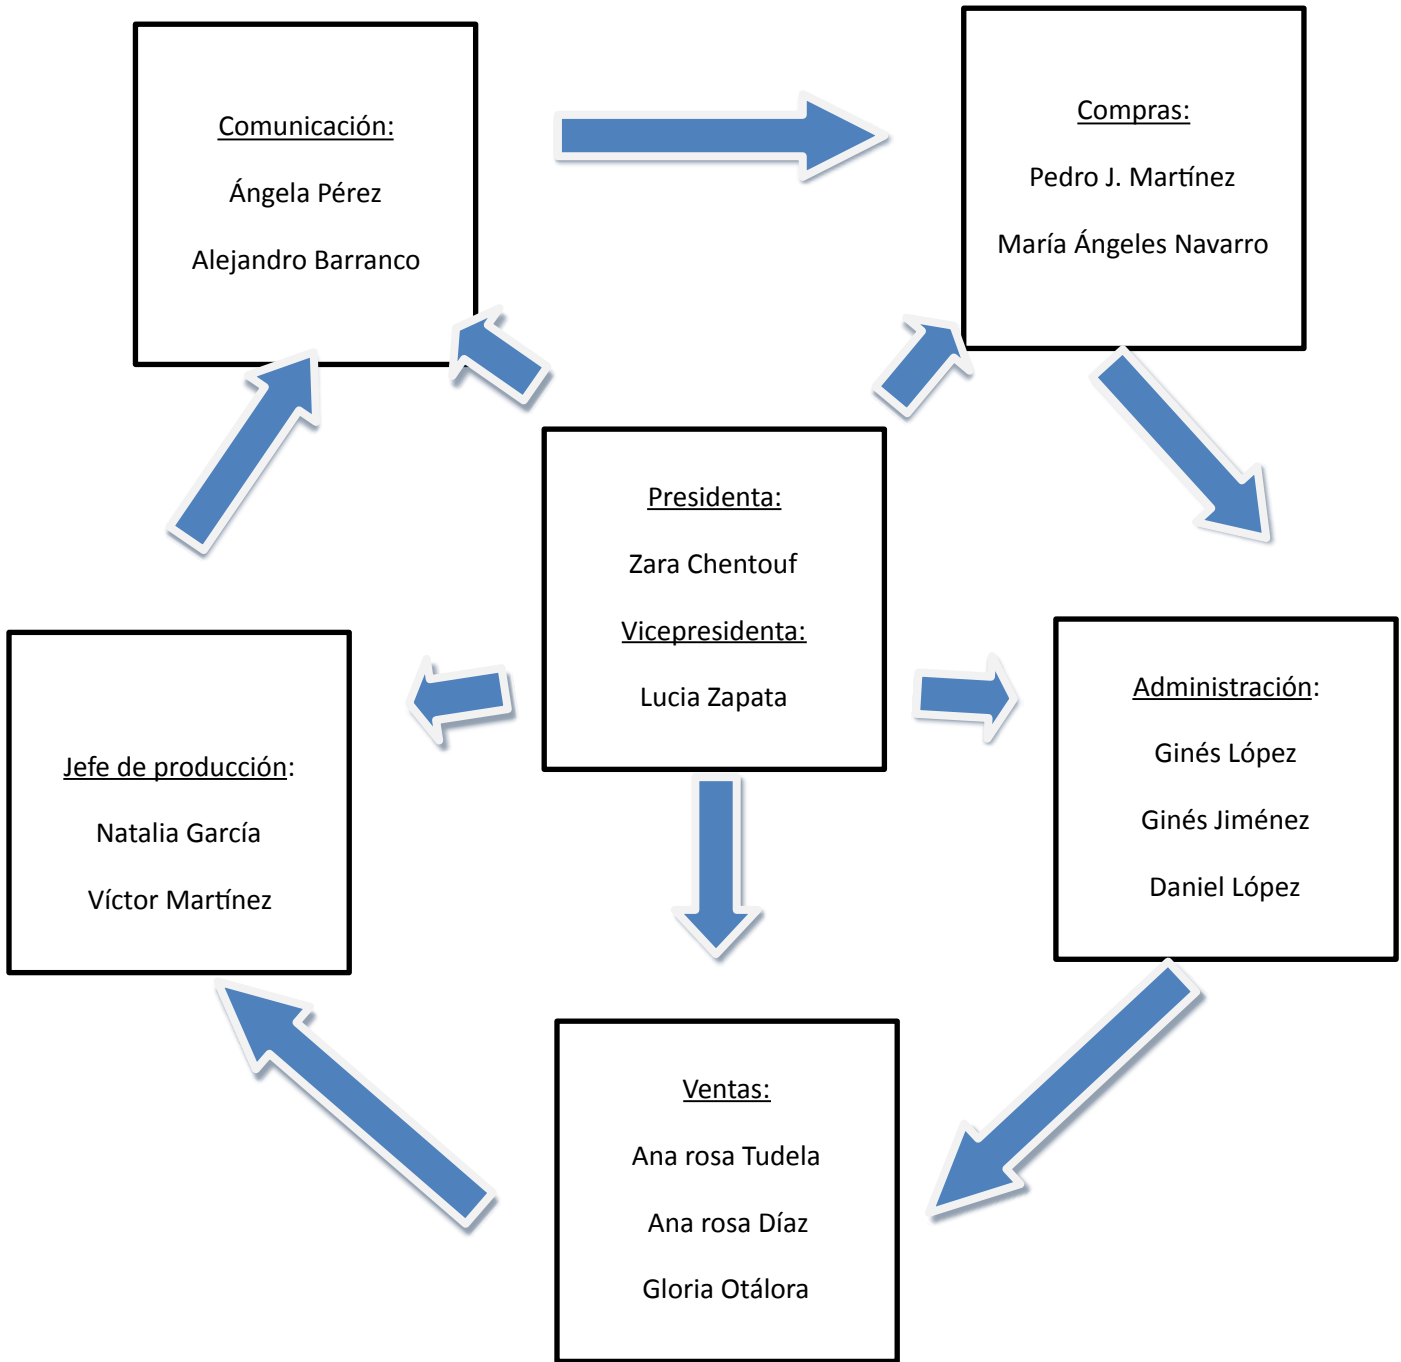 Comunicación:
Ángela Pérez
Alejandro Barranco
Compras:
Pedro J. Martínez
María Ángeles Navarro
Presidenta:
Zara Chentouf
Vicepresidenta:
Lucia Zapata
Jefe de producción:
Natalia García
Víctor Martínez
Administración:
Ginés López
Ginés Jiménez
Daniel López
Ventas:
Ana rosa Tudela
Ana rosa Díaz
Gloria Otálora